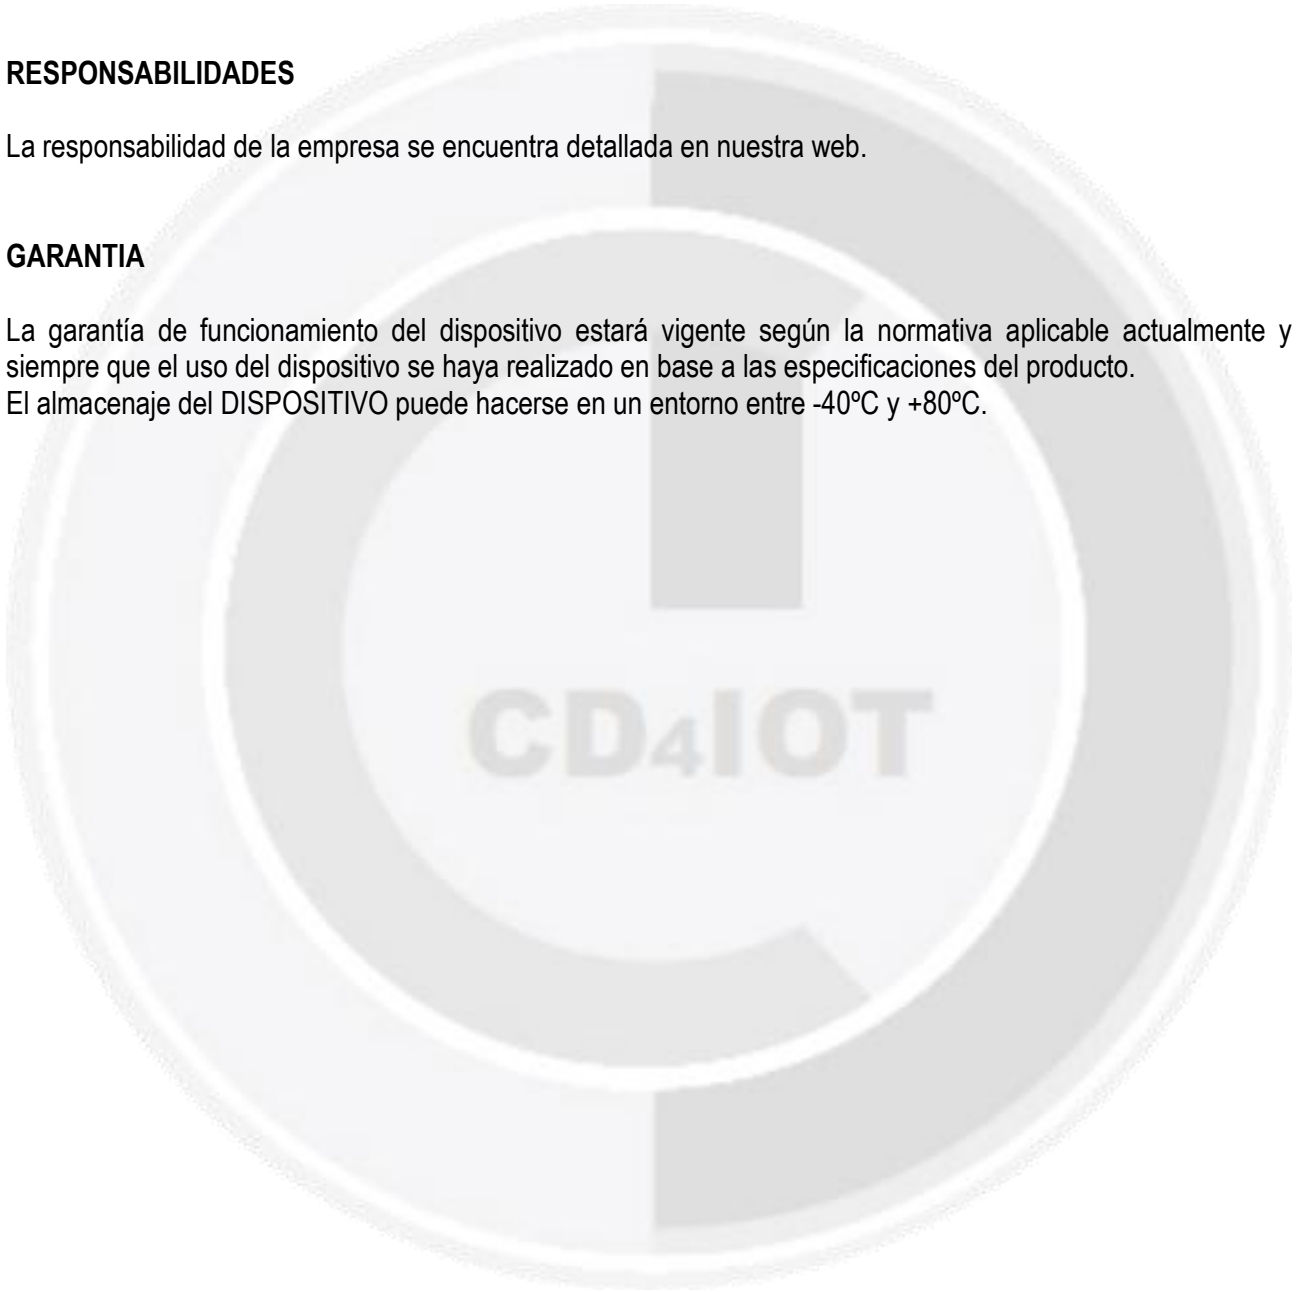 RESPONSABILIDADES
La responsabilidad de la empresa se encuentra detallada en nuestra web.
GARANTIA
La garantía de funcionamiento del dispositivo estará vigente según la normativa aplicable actualmente y
siempre que el uso del dispositivo se haya realizado en base a las especificaciones del producto.
El almacenaje del DISPOSITIVO puede hacerse en un entorno entre -40ºC y +80ºC.
CD4IOT